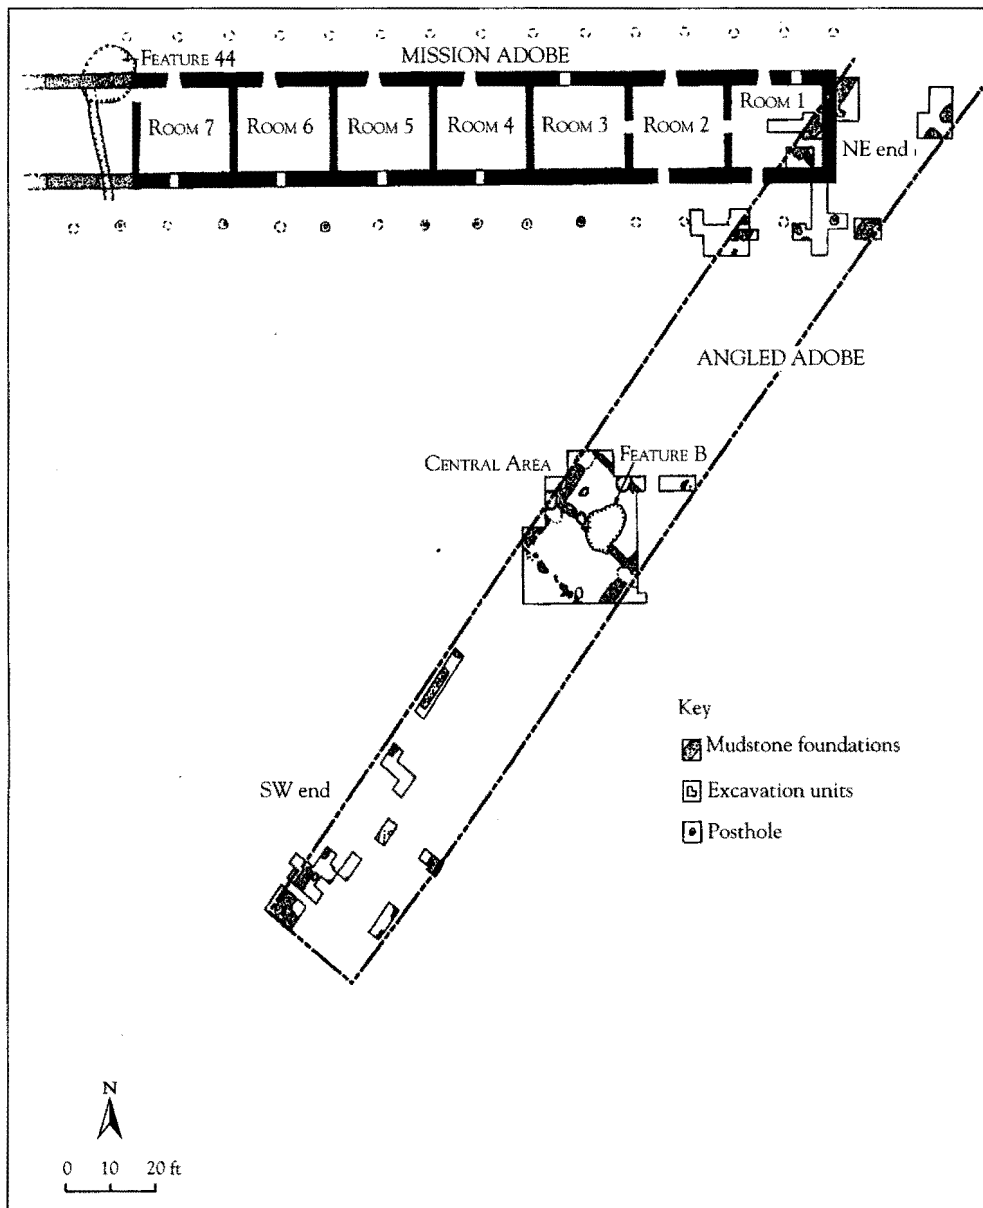 FEATURE 44
MISSION ADOBE
ROOM 7
ROOM 6
ROOM 5
ROOM 4
ROOM 3
ROOM 2
ROOM 1
NE end
ANGLED ADOBE
CENTRAL AREA
FEATURE B
SW end
Key
Mudstone foundations
Excavation units
Posthole
N
0 10 20 ft